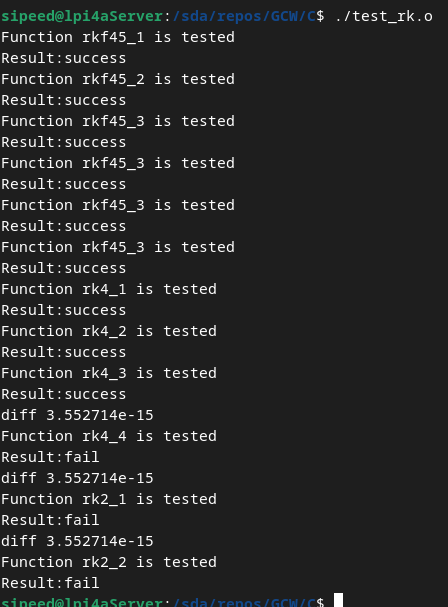 sipeed@lpi4aServer:/sda/repos/GCW/C$ ./test_rk.o
Function rkf45_1 is tested
Result:success
Function rkf45_2 is tested
Result:success
Function rkf45_3 is tested
Result:success
Function rkf45_3 is tested
Result:success
Function rkf45_3 is tested
Result:success
Function rkf45_3 is tested
Result:success
Function rk4_1 is tested
Result:success
Function rk4_2 is tested
Result:success
Function rk4_3 is tested
Result:success
diff 3.552714e-15
Function rk4_4 is tested
Result:fail
diff 3.552714e-15
Function rk2_1 is tested
Result:fail
diff 3.552714e-15
Function rk2_2 is tested
Result:fail
sipeed@lpi4aServer:/sda/repos/GCW/C$